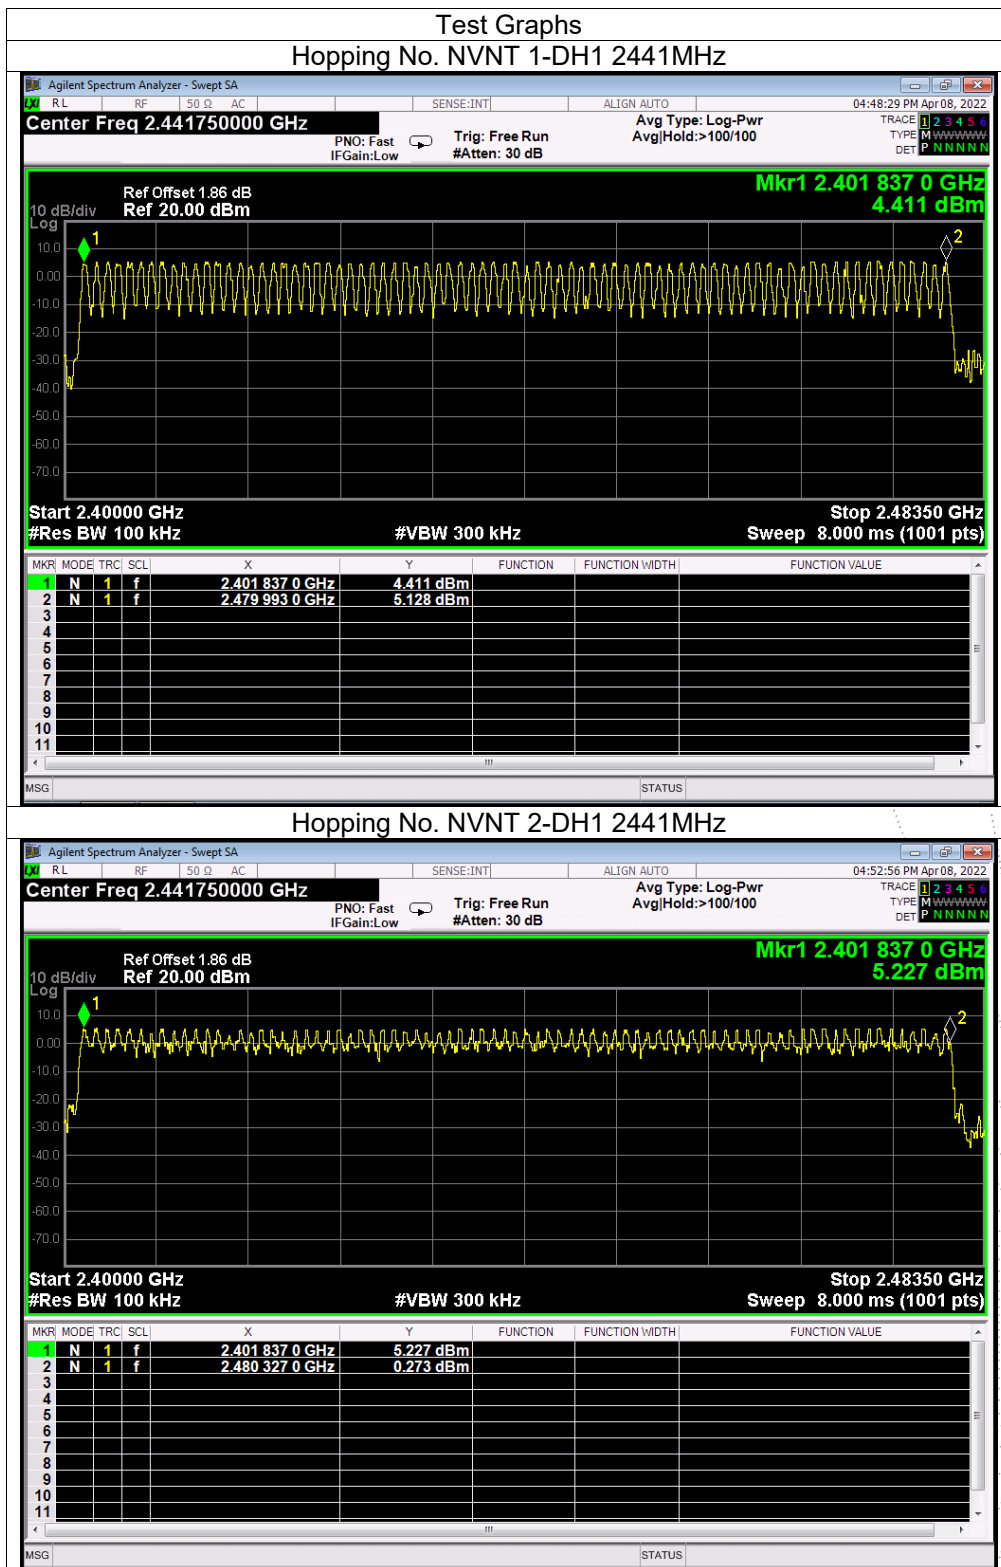 Test Graphs
Hopping No. NVNT 1-DH1 2441MHz
Agilent Spectrum Analyzer - Swept SA
LXI RL RF 50 Ω AC SENSE:INT ALIGN AUTO 04:48:29 PM Apr 08, 2022
Center Freq 2.441750000 GHz Avg Type: Log-Pwr TRACE 1 2 3 4 5 6
PNO: Fast Trig: Free Run Avg|Hold:>100/100 TYPE M WWWWW
IFGain:Low #Atten: 30 dB DET P N N N N N
Mkr1 2.401 837 0 GHz
Ref Offset 1.86 dB
10 dB/div Ref 20.00 dBm 4.411 dBm
Log
1 2
10.0
0.00
-10.0
-20.0
-30.0
-40.0
-50.0
-60.0
-70.0
Start 2.40000 GHz Stop 2.48350 GHz
#Res BW 100 kHz #VBW 300 kHz Sweep 8.000 ms (1001 pts)
MKR MODE TRC SCL X Y FUNCTION FUNCTION WIDTH FUNCTION VALUE
1 N 1 f 2.401 837 0 GHz 4.411 dBm
2 N 1 f 2.479 993 0 GHz 5.128 dBm
3
4
5
6
7
8
9
10
11
MSG STATUS
Hopping No. NVNT 2-DH1 2441MHz
Agilent Spectrum Analyzer - Swept SA
LXI RL RF 50 Ω AC SENSE:INT ALIGN AUTO 04:52:56 PM Apr 08, 2022
Center Freq 2.441750000 GHz Avg Type: Log-Pwr TRACE 1 2 3 4 5 6
PNO: Fast Trig: Free Run Avg|Hold:>100/100 TYPE M WWWWW
IFGain:Low #Atten: 30 dB DET P N N N N N
Mkr1 2.401 837 0 GHz
Ref Offset 1.86 dB
10 dB/div Ref 20.00 dBm 5.227 dBm
Log
1 2
10.0
0.00
-10.0
-20.0
-30.0
-40.0
-50.0
-60.0
-70.0
Start 2.40000 GHz Stop 2.48350 GHz
#Res BW 100 kHz #VBW 300 kHz Sweep 8.000 ms (1001 pts)
MKR MODE TRC SCL X Y FUNCTION FUNCTION WIDTH FUNCTION VALUE
1 N 1 f 2.401 837 0 GHz 5.227 dBm
2 N 1 f 2.480 327 0 GHz 0.273 dBm
3
4
5
6
7
8
9
10
11
MSG STATUS